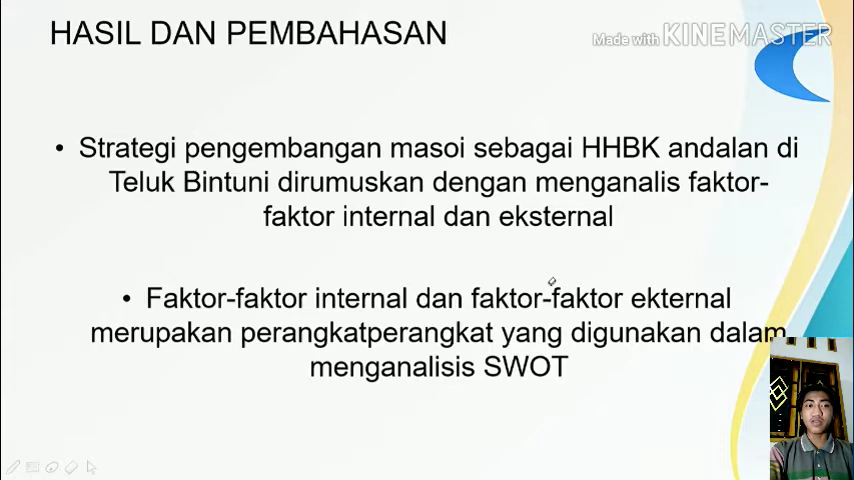 HASIL DAN PEMBAHASAN
Made with KINEMASTER
• Strategi pengembangan masoi sebagai HHBK andalan di
Teluk Bintuni dirumuskan dengan menganalis faktor-
faktor internal dan eksternal
• Faktor-faktor internal dan faktor-faktor ekternal
merupakan perangkatperangkat yang digunakan dalam
menganalisis SWOT